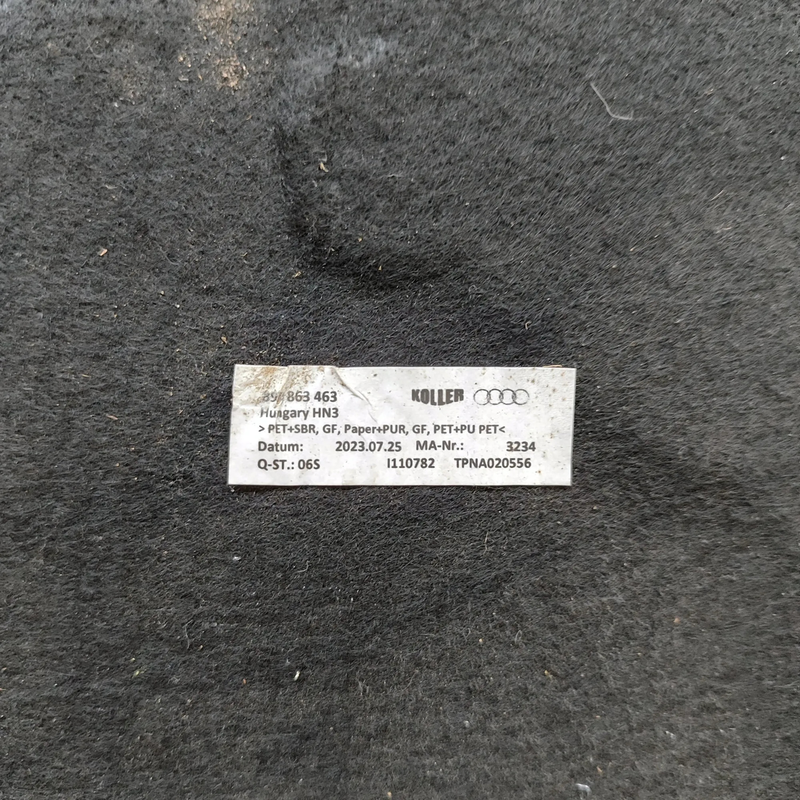 863 463 KOLLER
Hungary HN3
> PET+SBR, GF, Paper+PUR, GF, PET+PU PET<
Datum: 2023.07.25 MA-Nr.: 3234
Q-ST.: 06S I110782 TPNA020556